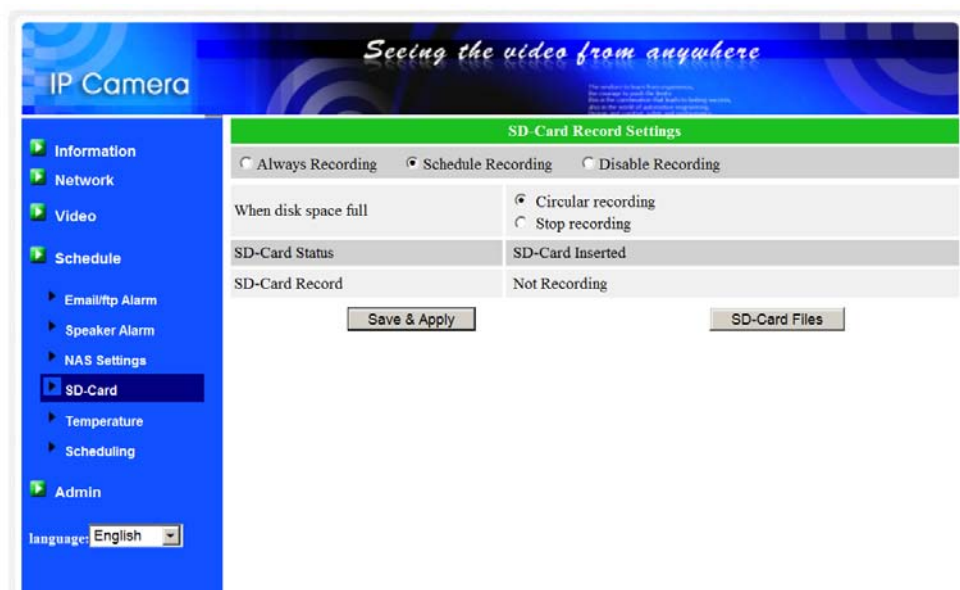 Seeing the video from anywhere
IP Camera
Information
Network
Video
Schedule
Email/ftp Alarm
Speaker Alarm
NAS Settings
SD-Card
Temperature
Scheduling
Admin
language: English
SD-Card Record Settings
Always Recording Schedule Recording Disable Recording
When disk space full
Circular recording
Stop recording
SD-Card Status SD-Card Inserted
SD-Card Record Not Recording
Save & Apply SD-Card Files